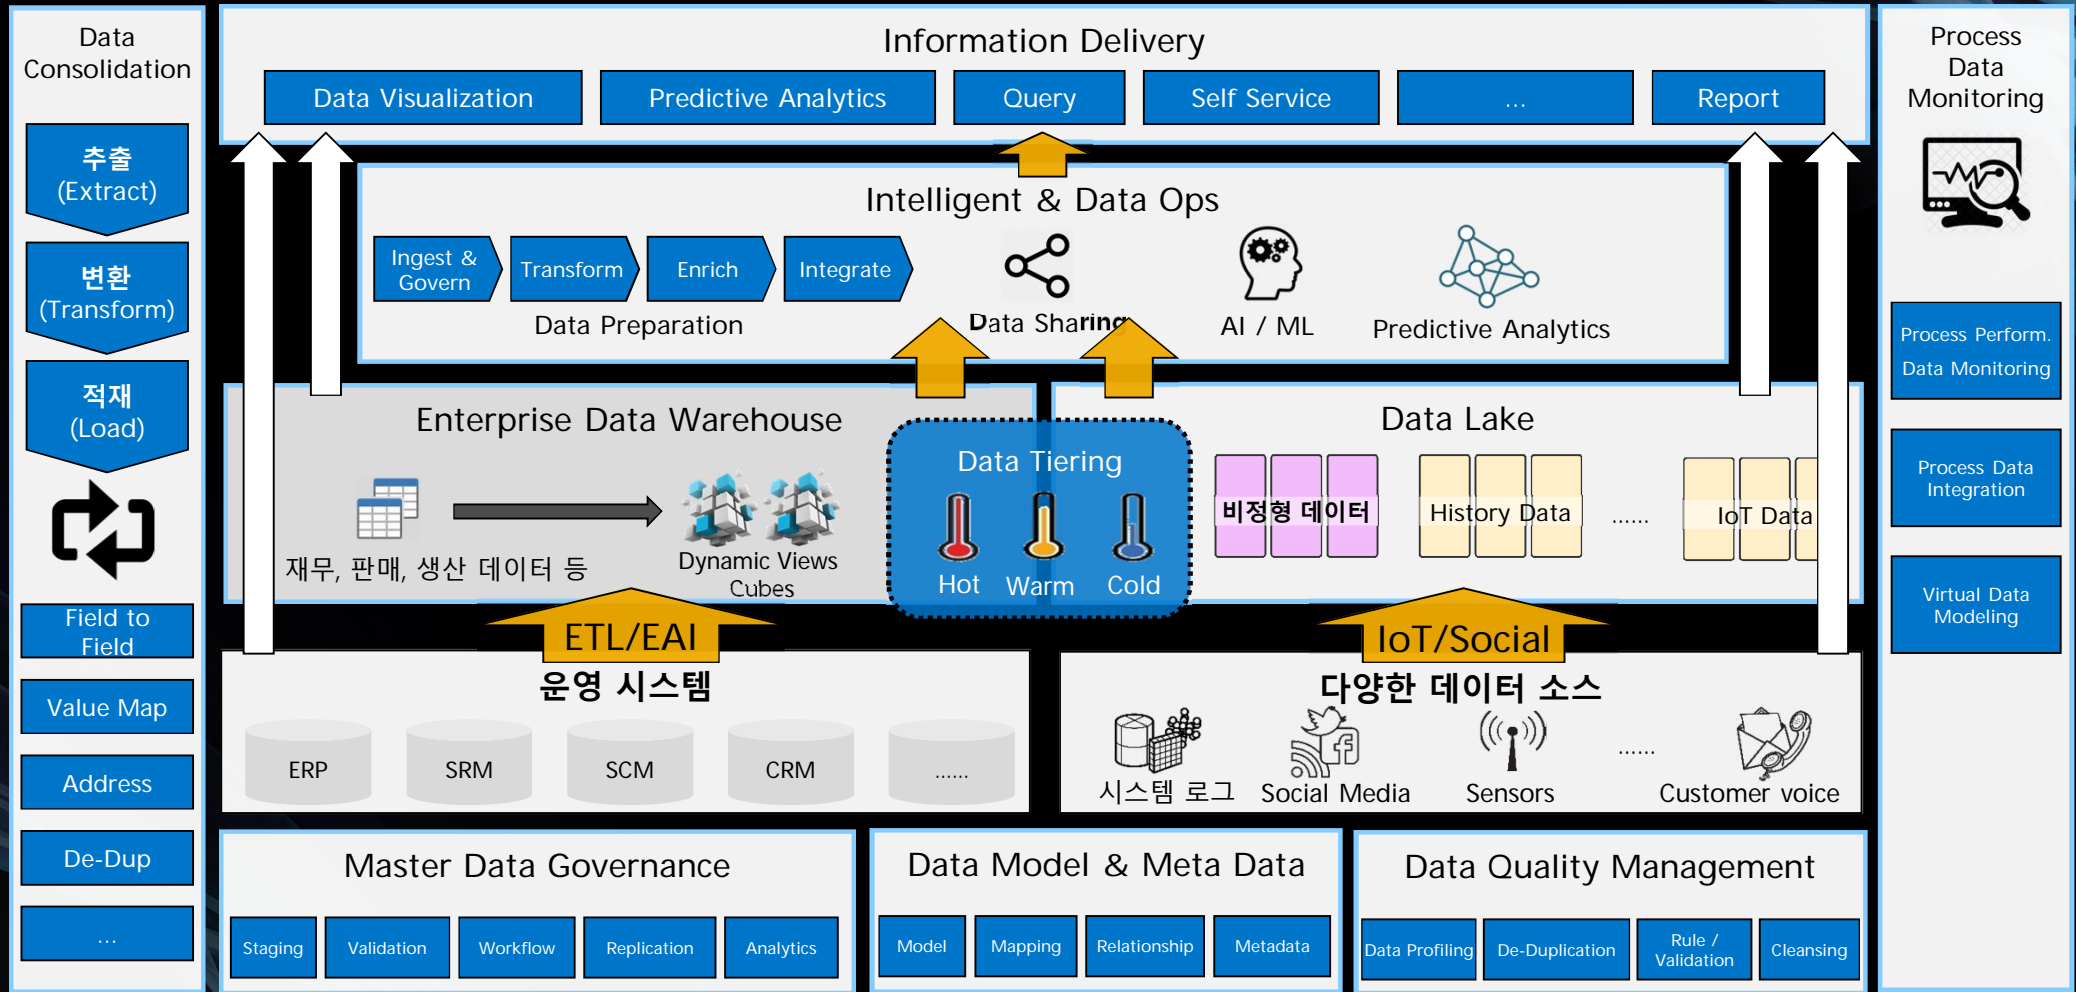 Data
Consolidation
추출
(Extract)
변환
(Transform)
적재
(Load)
Field to
Field
Value Map
Address
De-Dup
...
Information Delivery
Data Visualization
Predictive Analytics
Query
Self Service
...
Report
Intelligent & Data Ops
Ingest &
Govern
Transform
Enrich
Integrate
Data Preparation
Data Sharing
AI / ML
Predictive Analytics
Enterprise Data Warehouse
재무, 판매, 생산 데이터 등
Dynamic Views
Cubes
Data Tiering
Hot
Warm
Cold
Data Lake
비정형 데이터
History Data
......
IoT Data
ETL/EAI
운영 시스템
ERP
SRM
SCM
CRM
......
IoT/Social
다양한 데이터 소스
시스템 로그
Social Media
Sensors
......
Customer voice
Master Data Governance
Staging
Validation
Workflow
Replication
Analytics
Data Model & Meta Data
Model
Mapping
Relationship
Metadata
Data Quality Management
Data Profiling
De-Duplication
Rule /
Validation
Cleansing
Process
Data
Monitoring
Process Perform.
Data Monitoring
Process Data
Integration
Virtual Data
Modeling